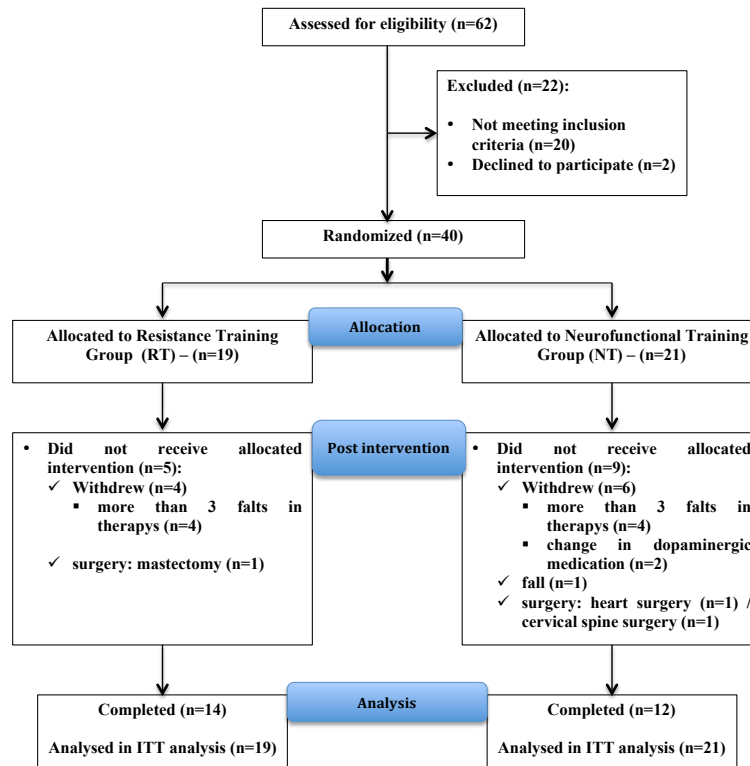 Assessed for eligibility (n=62)
Excluded (n=22):
• Not meeting inclusion
criteria (n=20)
• Declined to participate (n=2)
Randomized (n=40)
Allocation
Allocated to Resistance Training
Group (RT) – (n=19)
Allocated to Neurofunctional Training
Group (NT) – (n=21)
Post intervention
• Did not receive allocated
intervention (n=5):
✓ Withdrew (n=4)
▪ more than 3 falts in
therapys (n=4)
✓ surgery: mastectomy (n=1)
• Did not receive allocated
intervention (n=9):
✓ Withdrew (n=6)
▪ more than 3 falts in
therapys (n=4)
▪ change in dopaminergic
medication (n=2)
✓ fall (n=1)
✓ surgery: heart surgery (n=1) /
cervical spine surgery (n=1)
Analysis
Completed (n=14)
Analysed in ITT analysis (n=19)
Completed (n=12)
Analysed in ITT analysis (n=21)